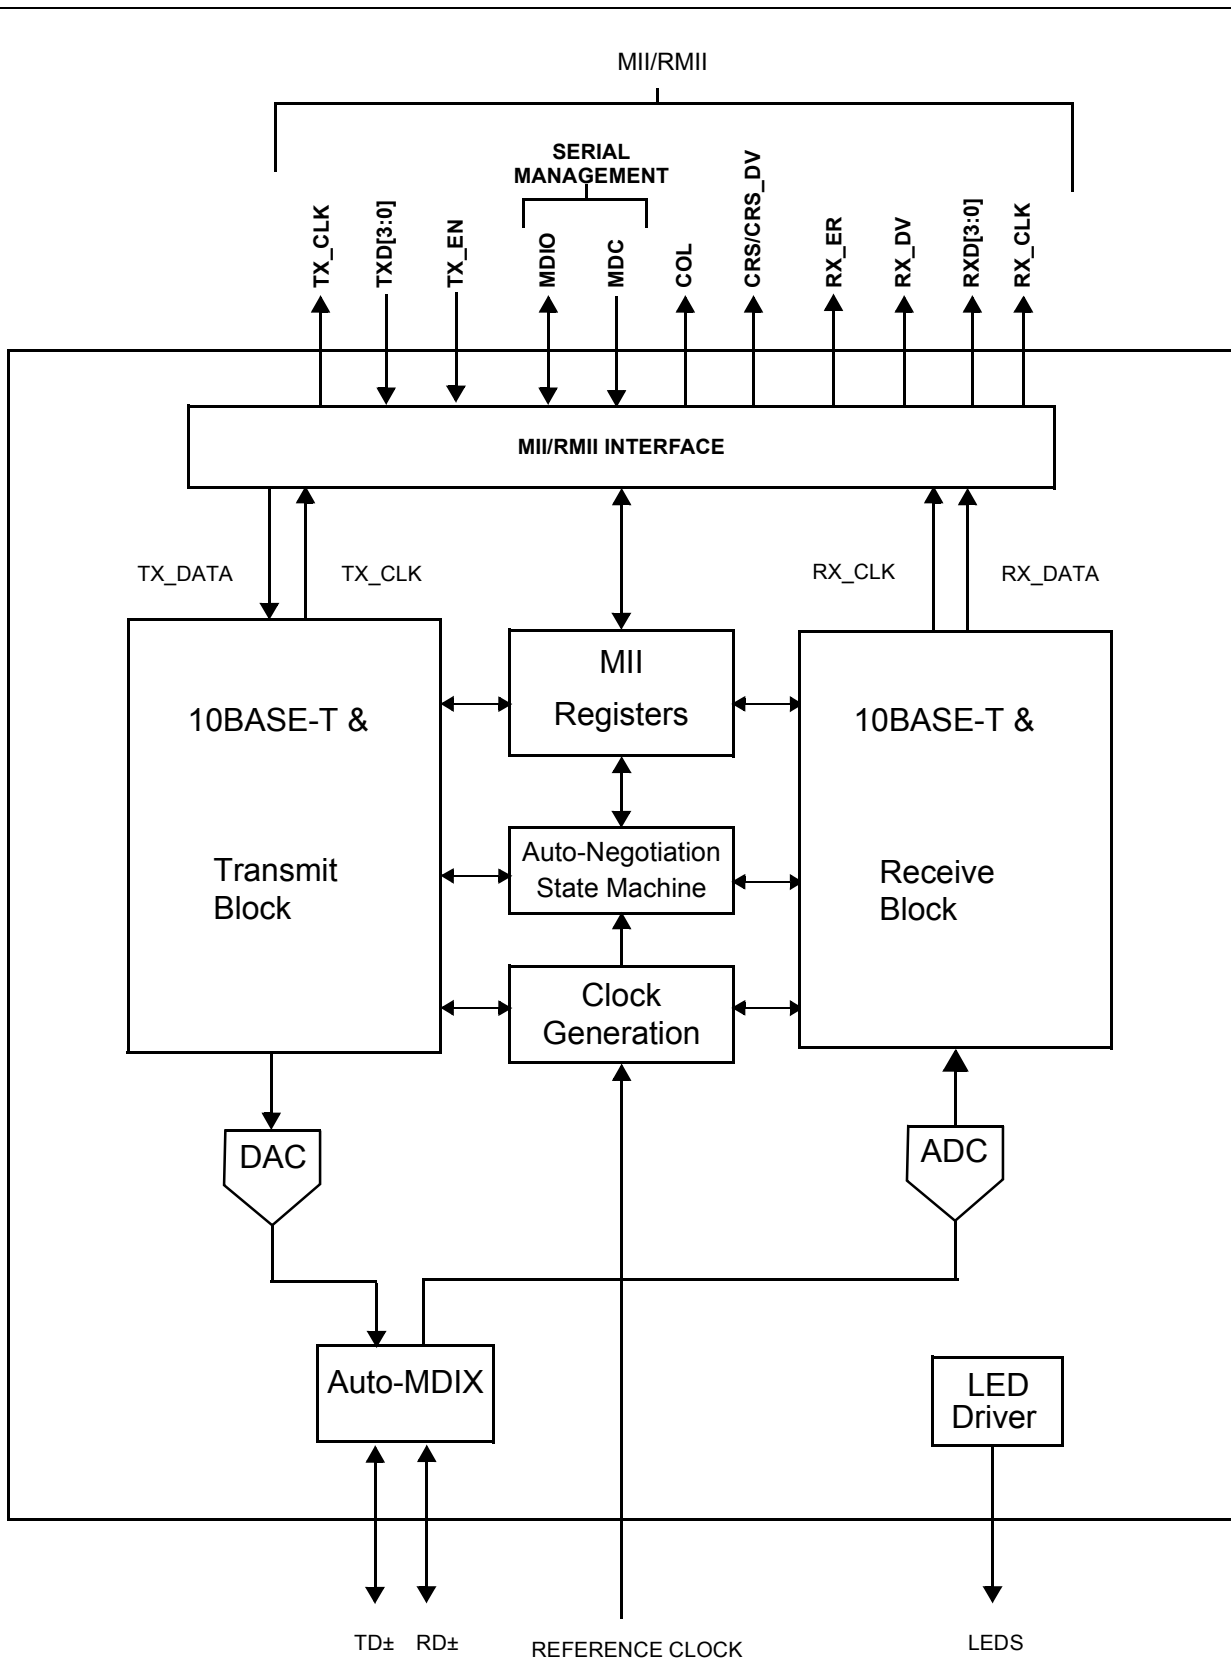 MII/RMII
SERIAL
MANAGEMENT
TX_CLK
TXD[3:0]
TX_EN
MDIO
MDC
COL
CRS/CRS_DV
RX_ER
RX_DV
RXD[3:0]
RX_CLK
MII/RMII INTERFACE
TX_DATA
TX_CLK
RX_CLK
RX_DATA
10BASE-T &
Transmit
Block
MII
Registers
Auto-Negotiation
State Machine
Clock
Generation
10BASE-T &
Receive
Block
DAC
ADC
Auto-MDIX
LED
Driver
TD±
RD±
REFERENCE CLOCK
LEDS